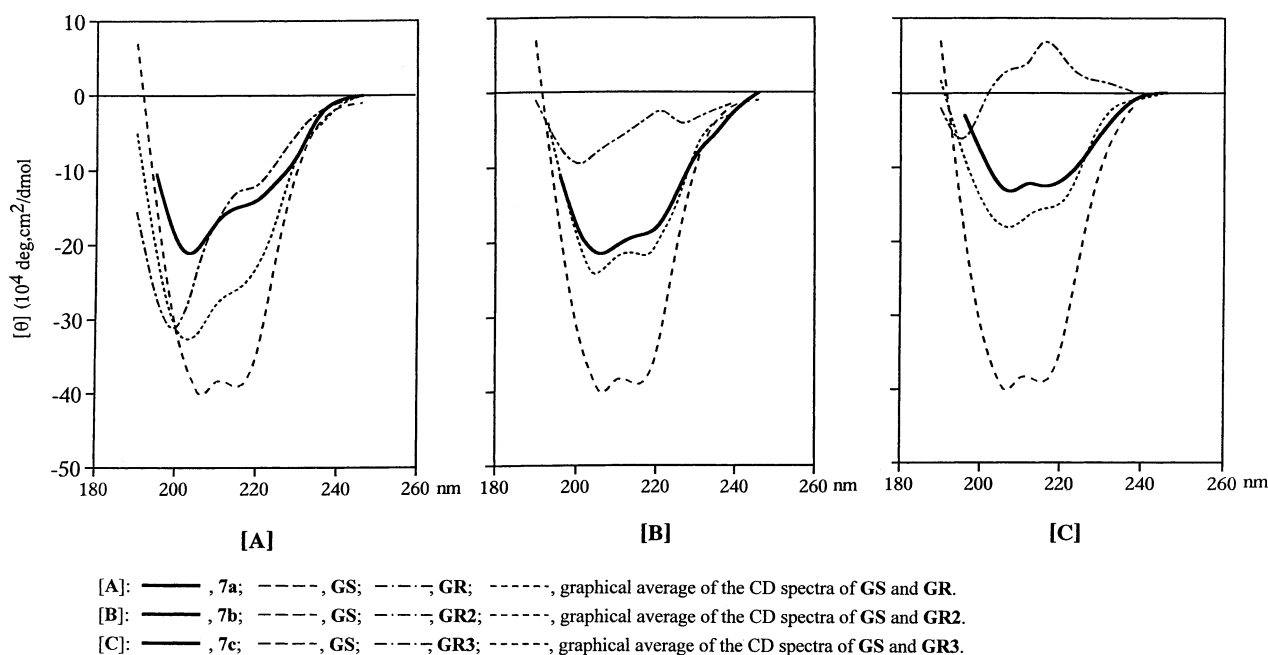 10
0
-10
-20
-30
-40
-50
[θ] (10⁴ deg,cm²/dmol)
180 200 220 240 260 nm
180 200 220 240 260 nm
180 200 220 240 260 nm
[A]
[B]
[C]
[A]: , 7a; , GS; , GR; , graphical average of the CD spectra of GS and GR.
[B]: , 7b; , GS; , GR2; , graphical average of the CD spectra of GS and GR2.
[C]: , 7c; , GS; , GR3; , graphical average of the CD spectra of GS and GR3.